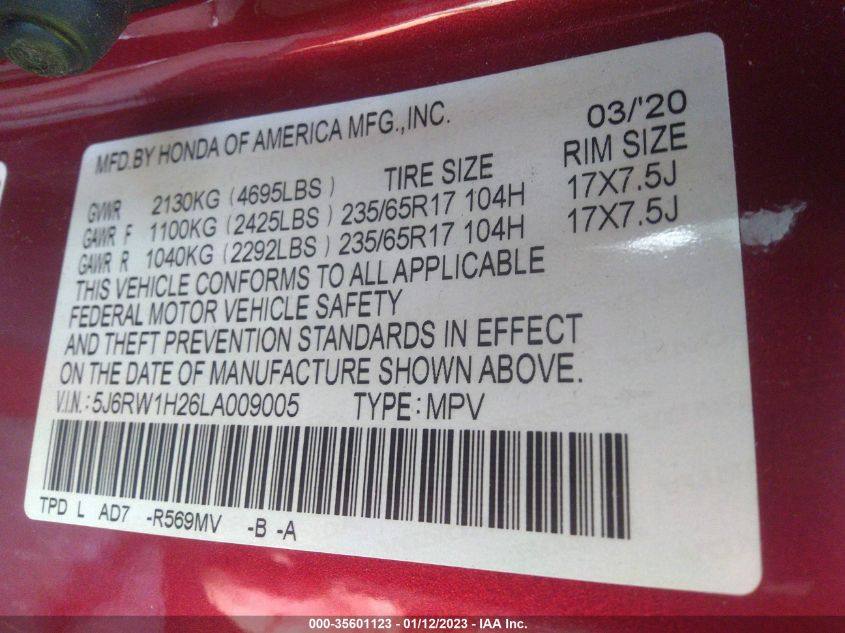 MFD.BY HONDA OF AMERICA MFG.,INC. 03/'20
TIRE SIZE RIM SIZE
GVWR 2130KG (4695LBS)
GAWR F 1100KG (2425LBS) 235/65R17 104H 17X7.5J
GAWR R 1040KG (2292LBS) 235/65R17 104H 17X7.5J
THIS VEHICLE CONFORMS TO ALL APPLICABLE
FEDERAL MOTOR VEHICLE SAFETY
AND THEFT PREVENTION STANDARDS IN EFFECT
ON THE DATE OF MANUFACTURE SHOWN ABOVE.
V.I.N.: 5J6RW1H26LA009005 TYPE: MPV
TPD L AD7 -R569MV -B -A
000-35601123 - 01/12/2023 - IAA Inc.